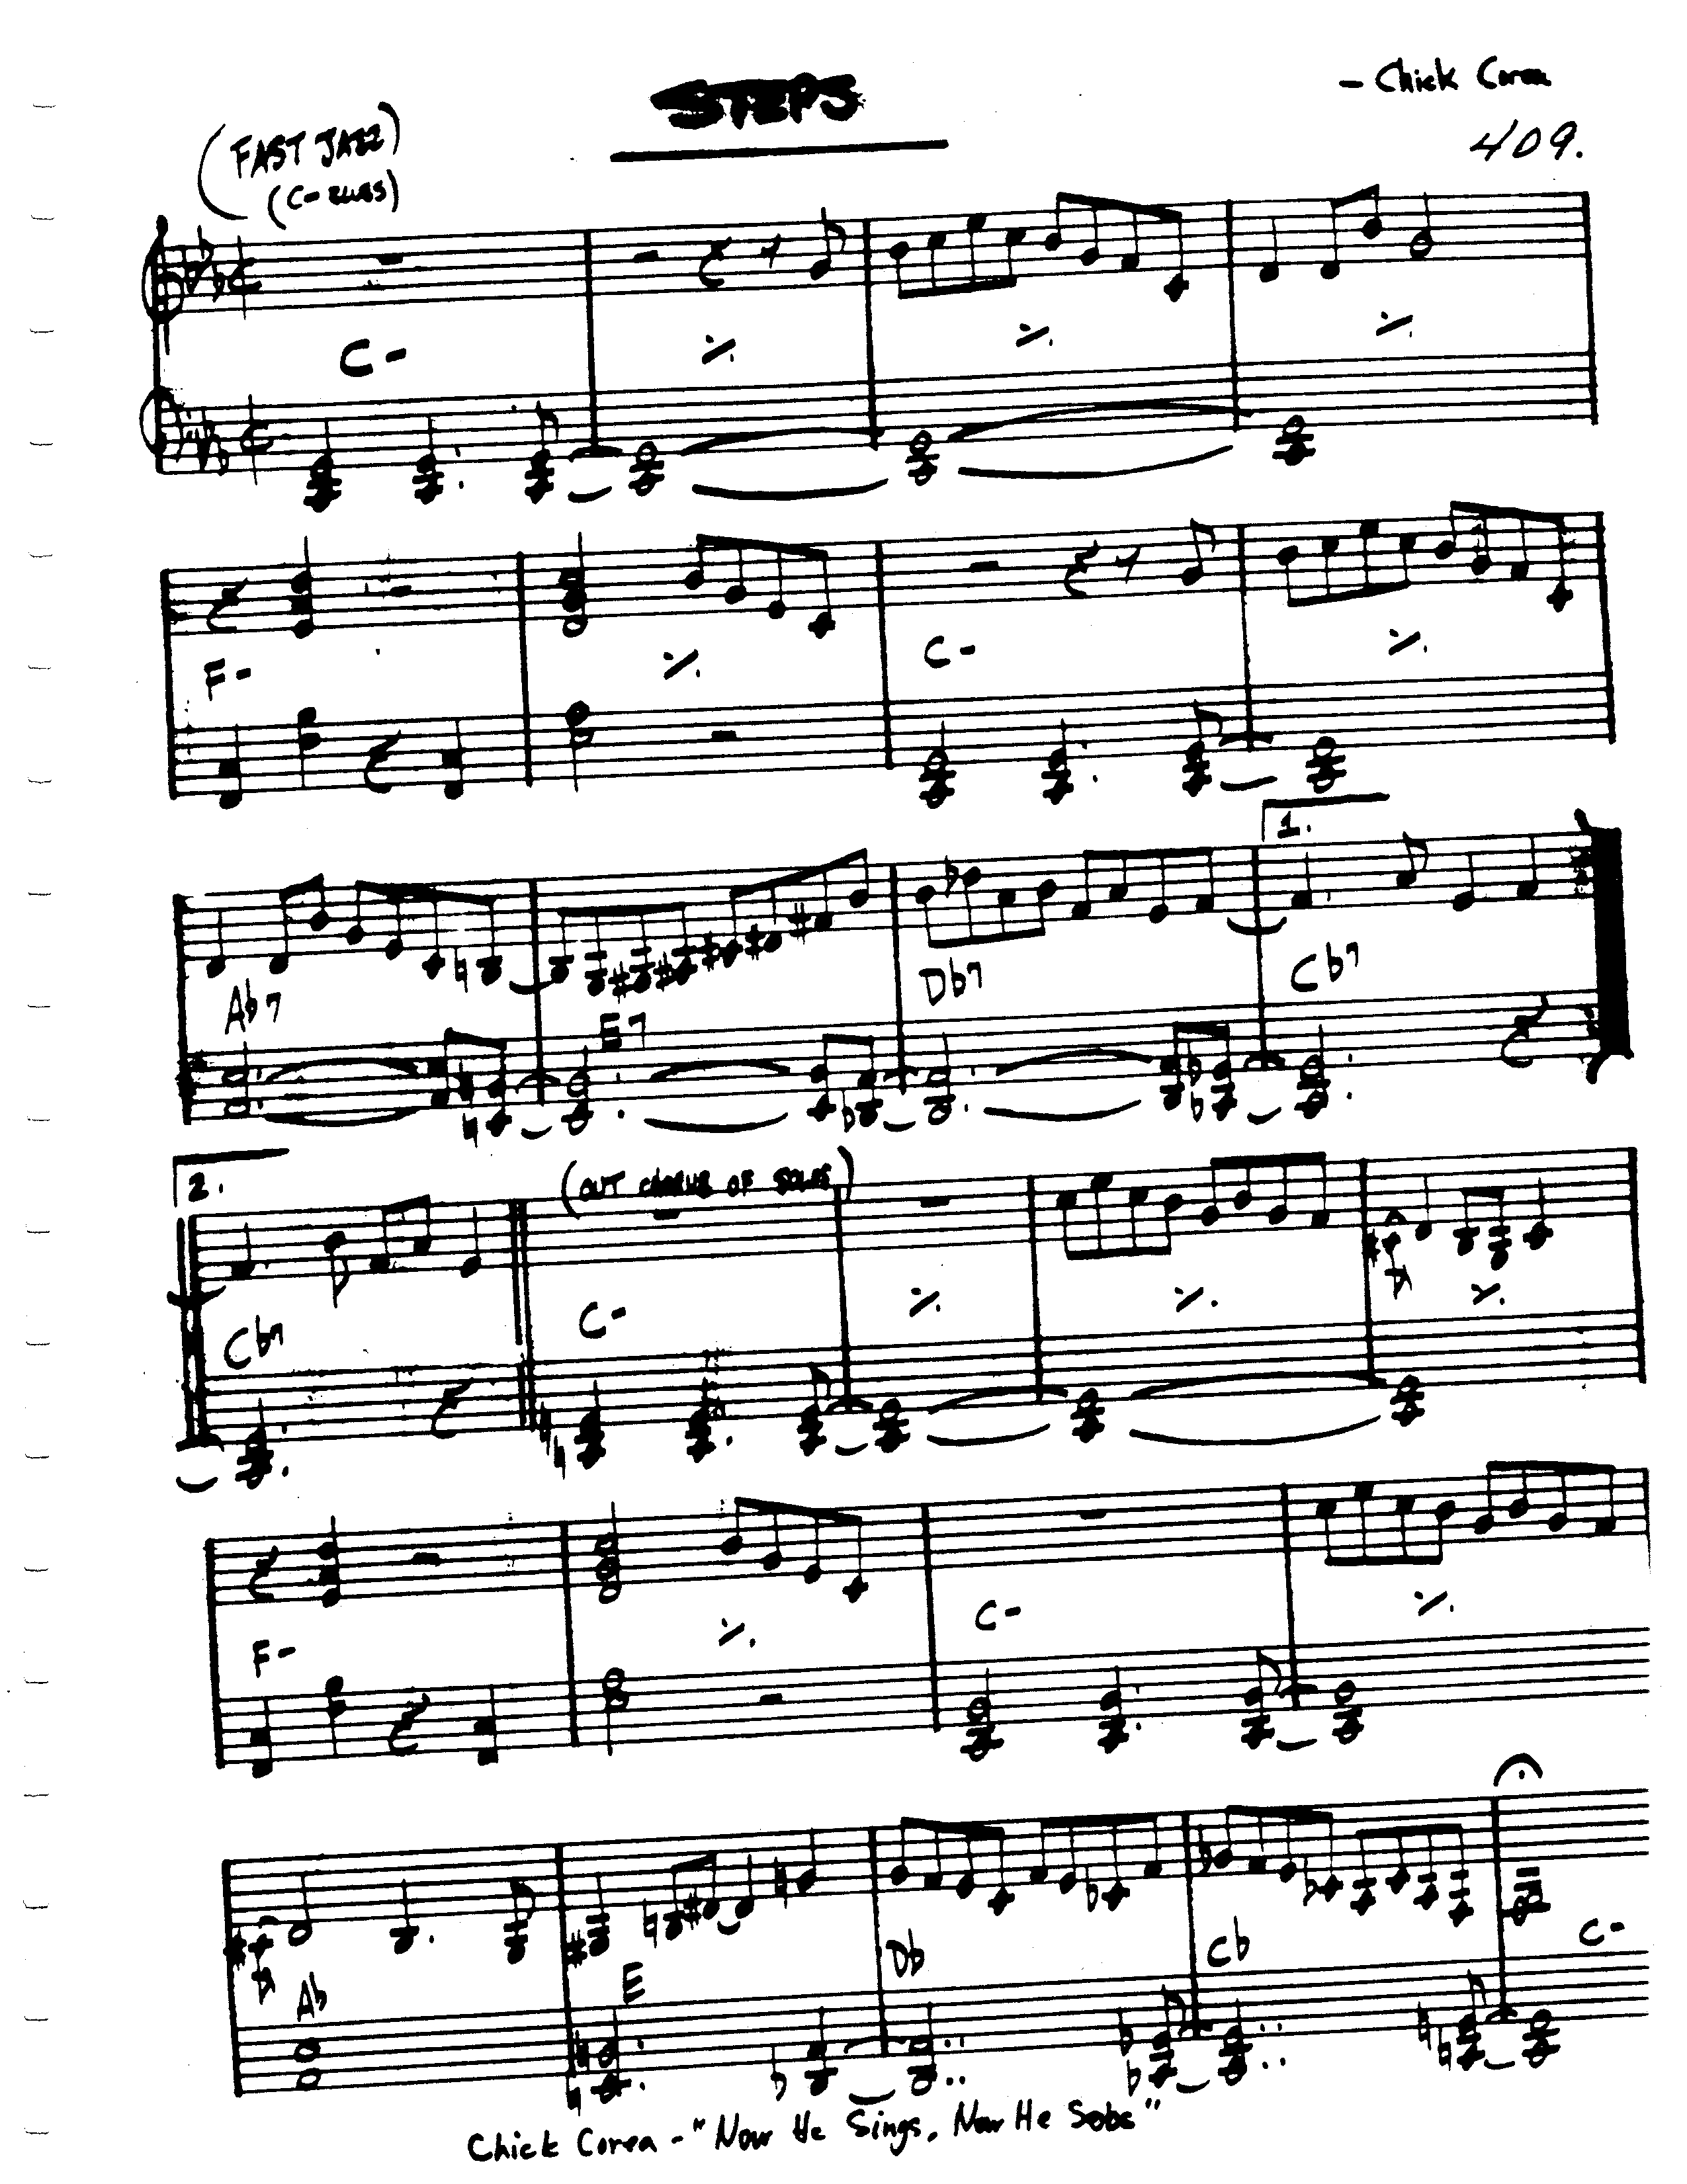 STEPS
- Chick Corea
409.
(FAST JAZZ)
(C- BLUES)
C-
F- C-
1.
Ab7 E7 Db7 Cb7
2.
(OUT CHORUS OF SOLOS)
Cb7 C-
F- C-
Ab E Db Cb C-
Chick Corea - "Now He Sings, Now He Sobs"